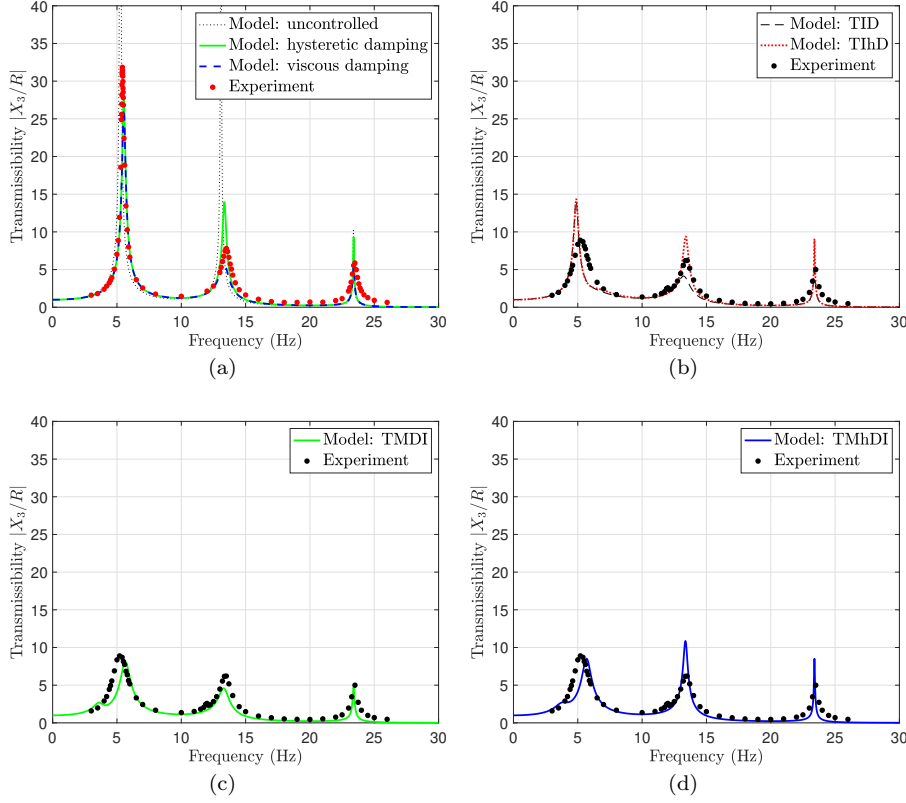 40
35
30
25
20
15
10
5
0
Transmissibility |X₃/R|
Model: uncontrolled
Model: hysteretic damping
Model: viscous damping
Experiment
0 5 10 15 20 25 30
Frequency (Hz)
(a)
40
35
30
25
20
15
10
5
0
Transmissibility |X₃/R|
Model: TID
Model: TIhD
Experiment
0 5 10 15 20 25 30
Frequency (Hz)
(b)
40
35
30
25
20
15
10
5
0
Transmissibility |X₃/R|
Model: TMDI
Experiment
0 5 10 15 20 25 30
Frequency (Hz)
(c)
40
35
30
25
20
15
10
5
0
Transmissibility |X₃/R|
Model: TMhDI
Experiment
0 5 10 15 20 25 30
Frequency (Hz)
(d)